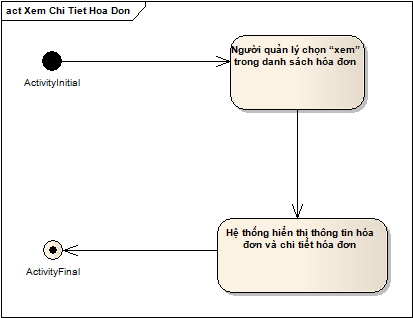 act Xem Chi Tiet Hoa Don
Người quản lý chọn “xem”
trong danh sách hóa đơn
ActivityInitial
Hệ thống hiển thị thông tin hóa
đơn và chi tiết hóa đơn
ActivityFinal